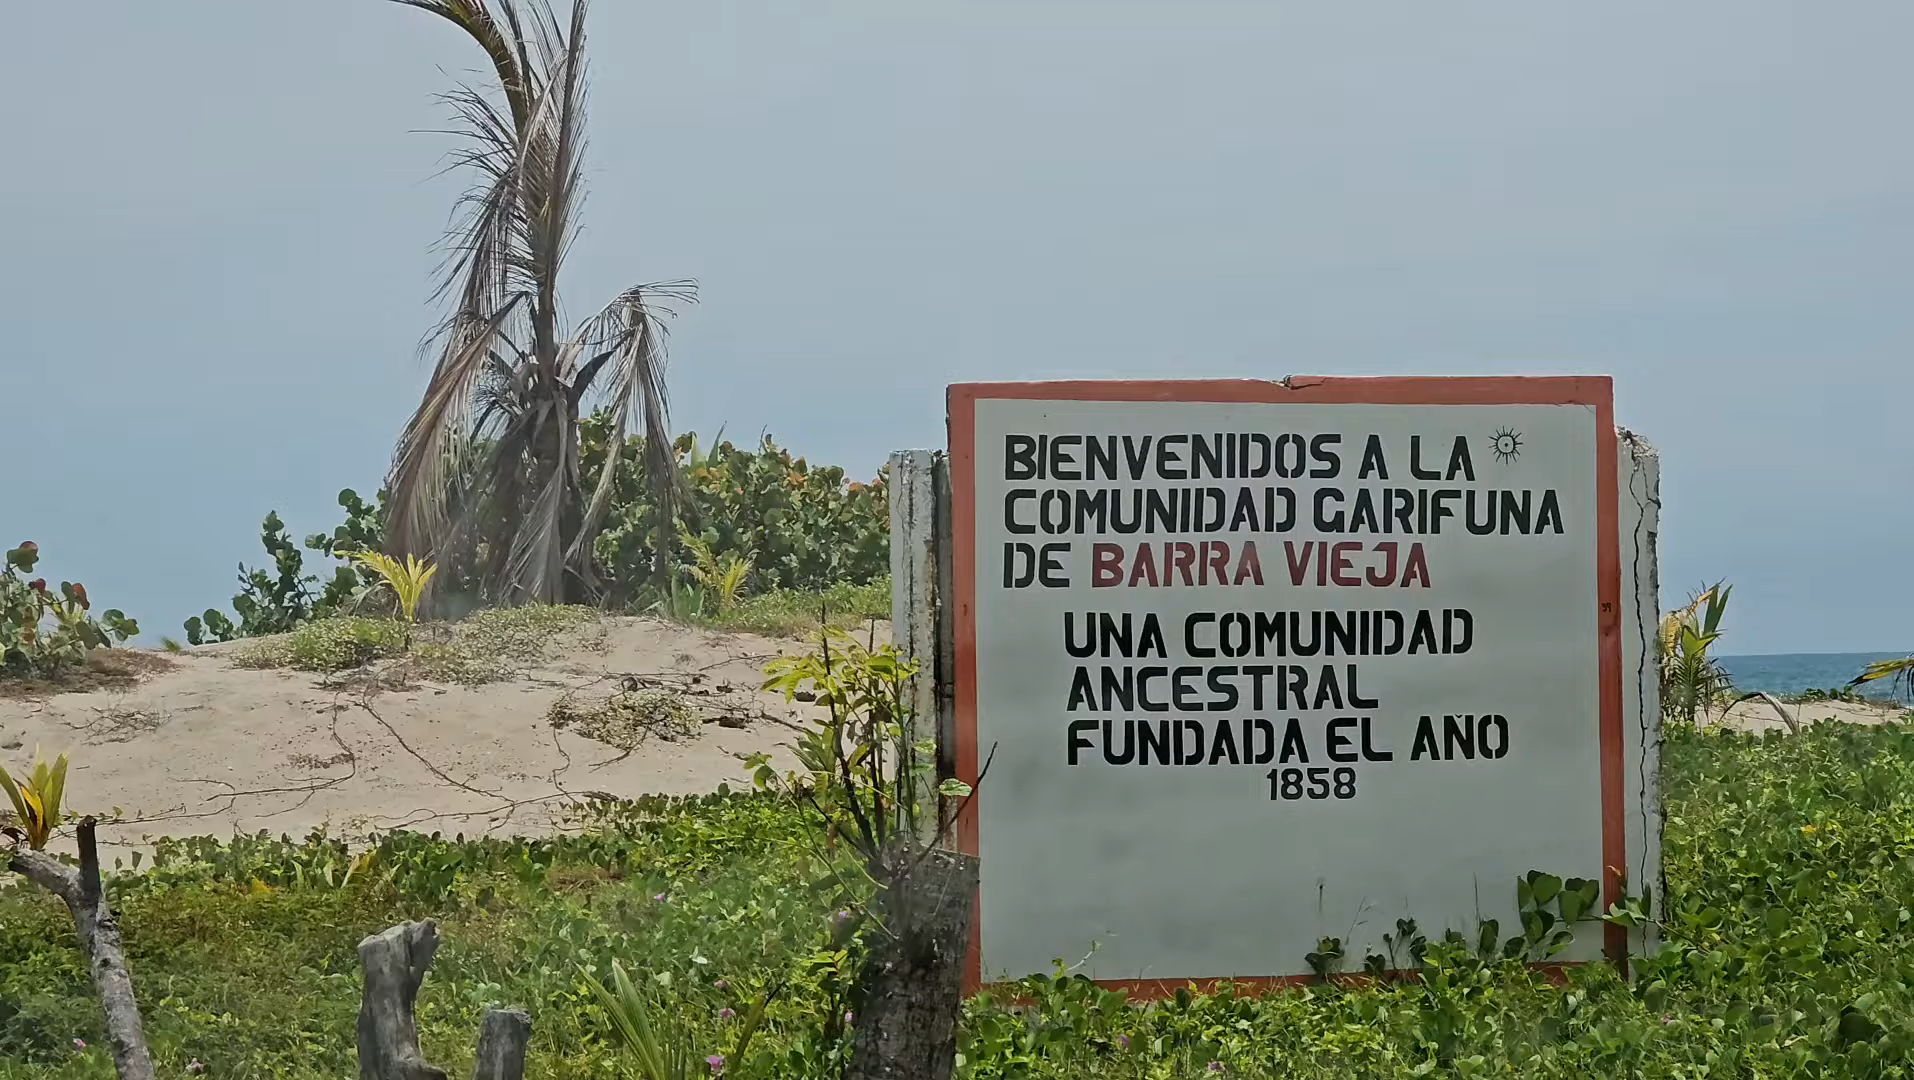 BIENVENIDOS A LA
COMUNIDAD GARIFUNA
DE BARRA VIEJA
UNA COMUNIDAD
ANCESTRAL
FUNDADA EL AÑO
1858